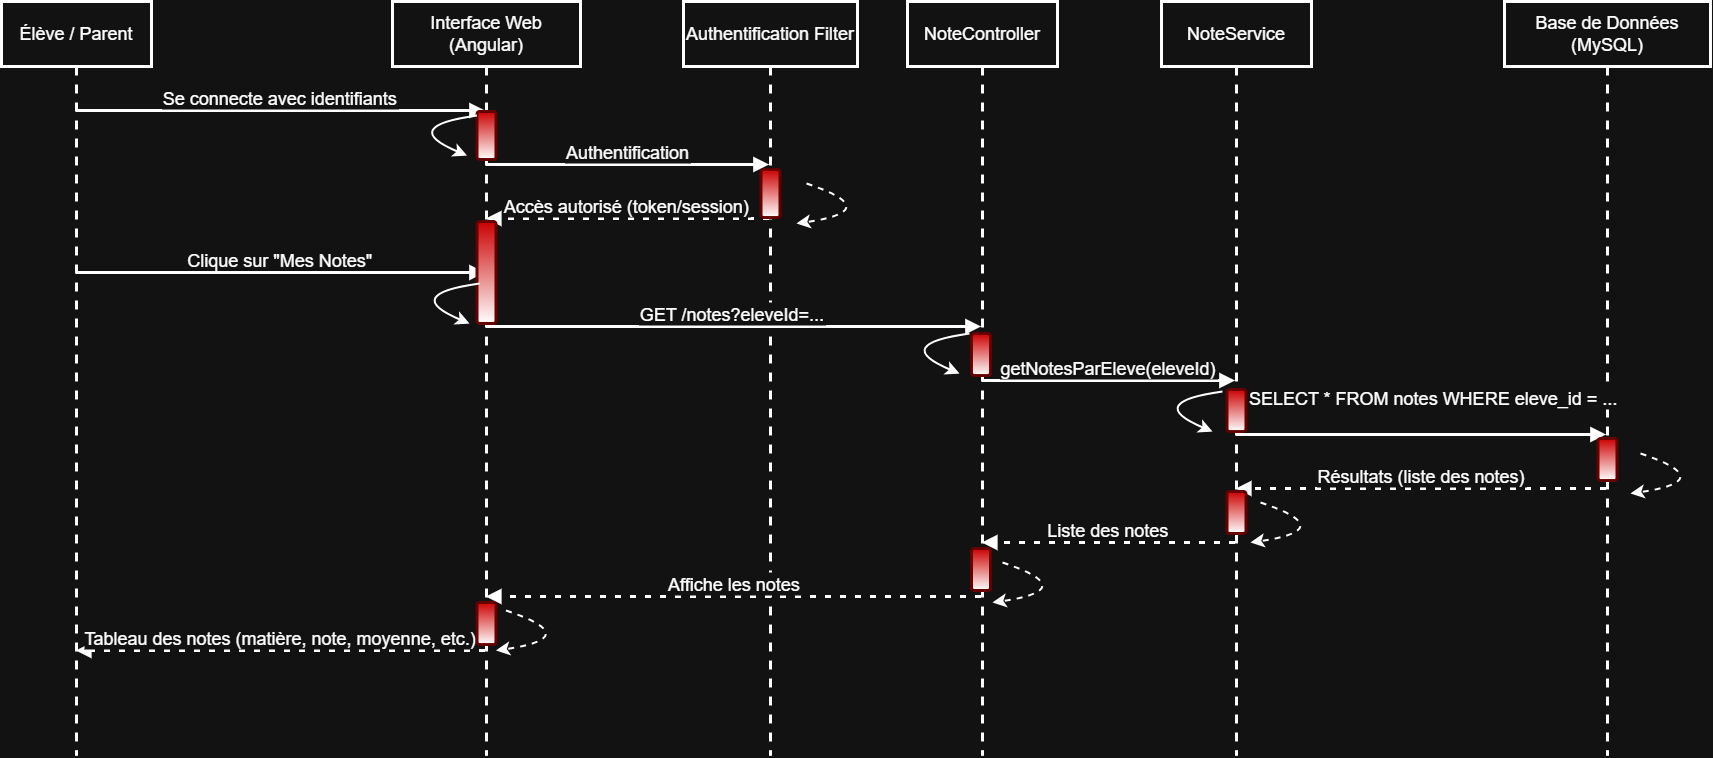 Élève / Parent
Interface Web
(Angular)
Authentification Filter
NoteController
NoteService
Base de Données
(MySQL)
Se connecte avec identifiants
Authentification
Accès autorisé (token/session)
Clique sur "Mes Notes"
GET /notes?eleveId=...
getNotesParEleve(eleveId)
SELECT * FROM notes WHERE eleve_id = ...
Résultats (liste des notes)
Liste des notes
Affiche les notes
Tableau des notes (matière, note, moyenne, etc.)